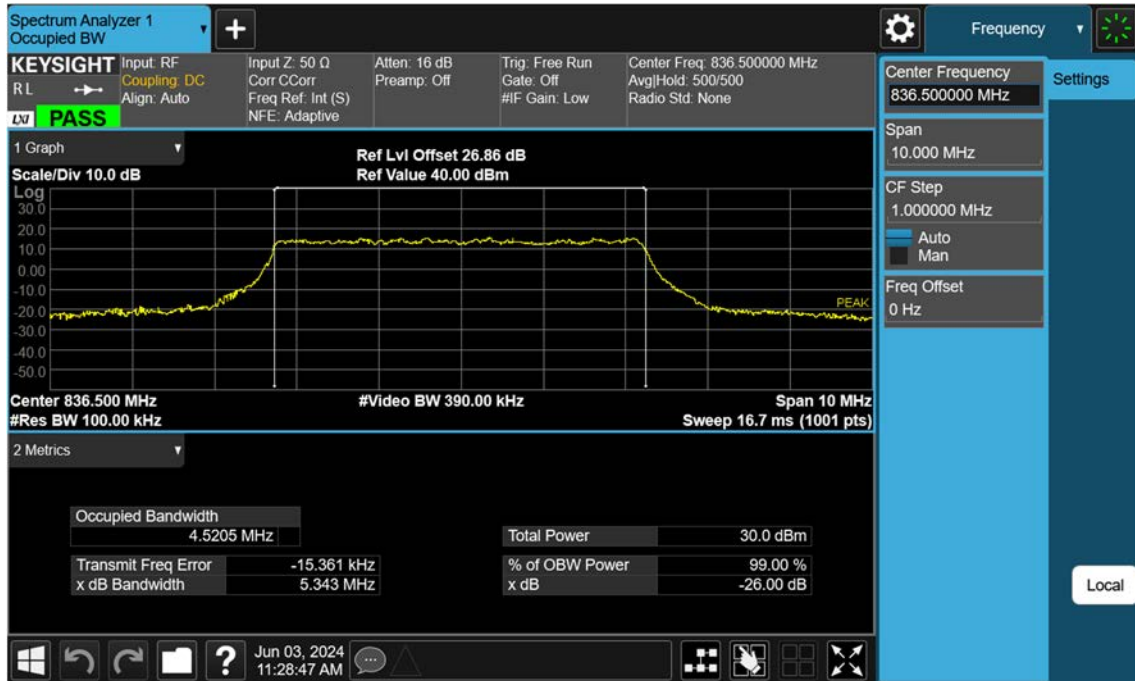 Spectrum Analyzer 1
Occupied BW
Frequency
KEYSIGHT
R L
LXI
PASS
Input: RF
Coupling: DC
Align: Auto
Input Z: 50 Ω
Corr CCorr
Freq Ref: Int (S)
NFE: Adaptive
Atten: 16 dB
Preamp: Off
Trig: Free Run
Gate: Off
#IF Gain: Low
Center Freq: 836.500000 MHz
Avg|Hold: 500/500
Radio Std: None
Center Frequency
836.500000 MHz
Settings
Span
10.000 MHz
CF Step
1.000000 MHz
Auto
Man
Freq Offset
0 Hz
Local
1 Graph
Scale/Div 10.0 dB
Ref Lvl Offset 26.86 dB
Ref Value 40.00 dBm
Log
30.0
20.0
10.0
0.00
-10.0
-20.0
-30.0
-40.0
-50.0
PEAK
Center 836.500 MHz
#Video BW 390.00 kHz
Span 10 MHz
#Res BW 100.00 kHz
Sweep 16.7 ms (1001 pts)
2 Metrics
Occupied Bandwidth
4.5205 MHz
Total Power 30.0 dBm
Transmit Freq Error -15.361 kHz
% of OBW Power 99.00 %
x dB Bandwidth 5.343 MHz
x dB -26.00 dB
Jun 03, 2024
11:28:47 AM